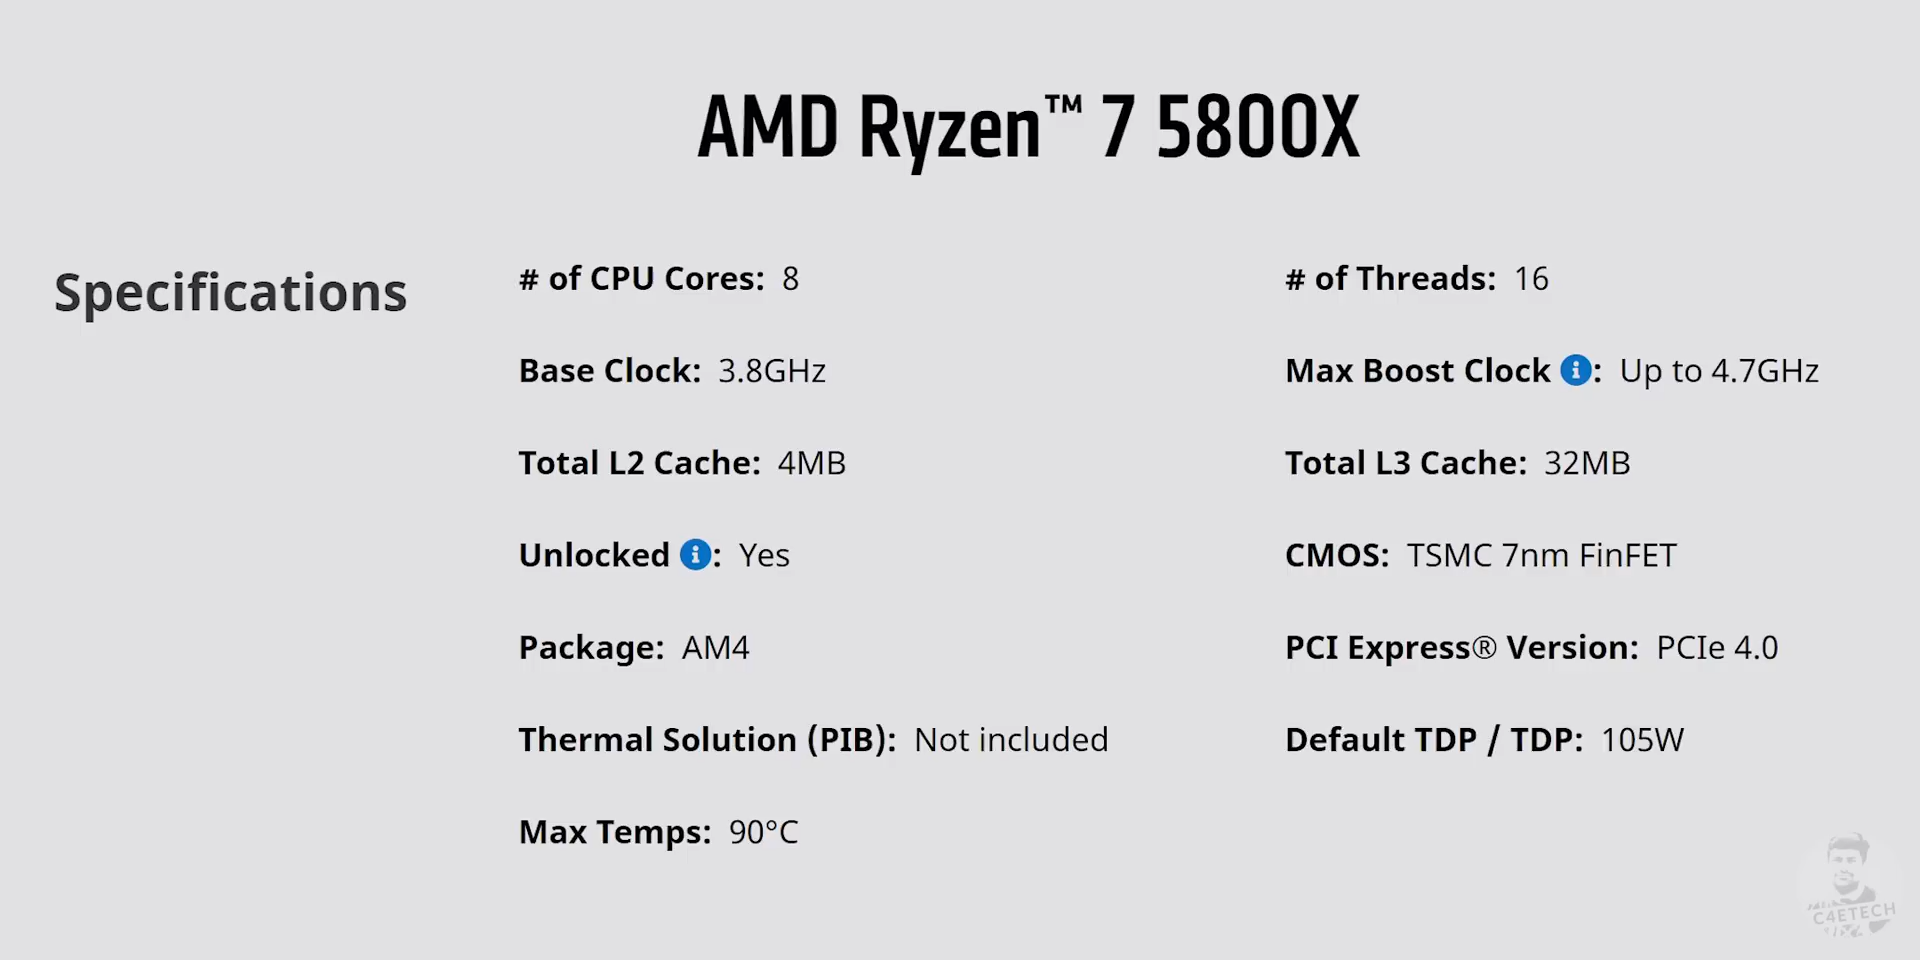 AMD Ryzen™ 7 5800X
Specifications
# of CPU Cores: 8
# of Threads: 16
Base Clock: 3.8GHz
Max Boost Clock: Up to 4.7GHz
Total L2 Cache: 4MB
Total L3 Cache: 32MB
Unlocked: Yes
CMOS: TSMC 7nm FinFET
Package: AM4
PCI Express® Version: PCIe 4.0
Thermal Solution (PIB): Not included
Default TDP / TDP: 105W
Max Temps: 90°C
C4ETECH